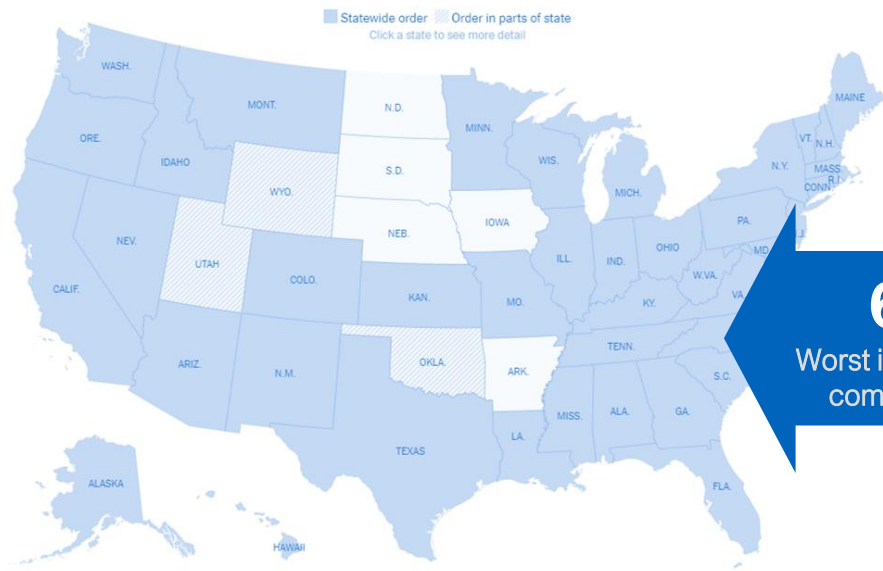 Statewide order Order in parts of state
Click a state to see more detail
WASH.
MONT.
N.D.
MINN.
MAINE
ORE.
IDAHO
S.D.
WIS.
VT.
N.H.
N.Y.
MASS.
R.I.
CONN.
WYO.
MICH.
IOWA
NEB.
PA.
NEV.
UTAH
ILL.
IND.
OHIO
MD.
COLO.
W.VA.
VA.
CALIF.
KAN.
MO.
KY.
6
Worst i
com
TENN.
ARIZ.
N.M.
OKLA.
ARK.
S.C.
MISS.
ALA.
GA.
TEXAS
LA.
ALASKA
FLA.
HAWAII